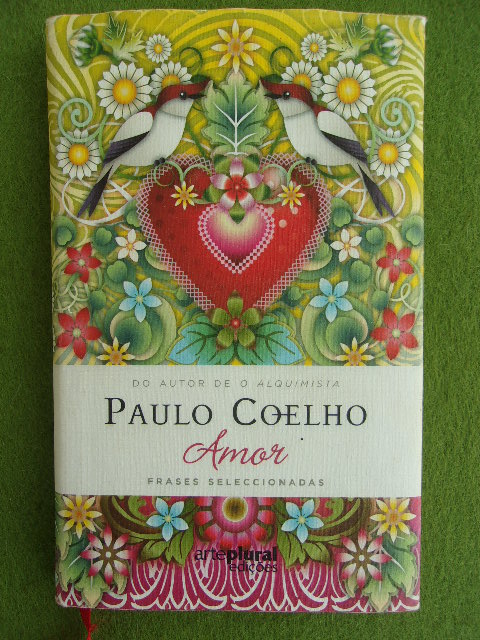 DO AUTOR DE O ALQUIMISTA
PAULO COELHO
Amor
FRASES SELECCIONADAS
arteplural
edições